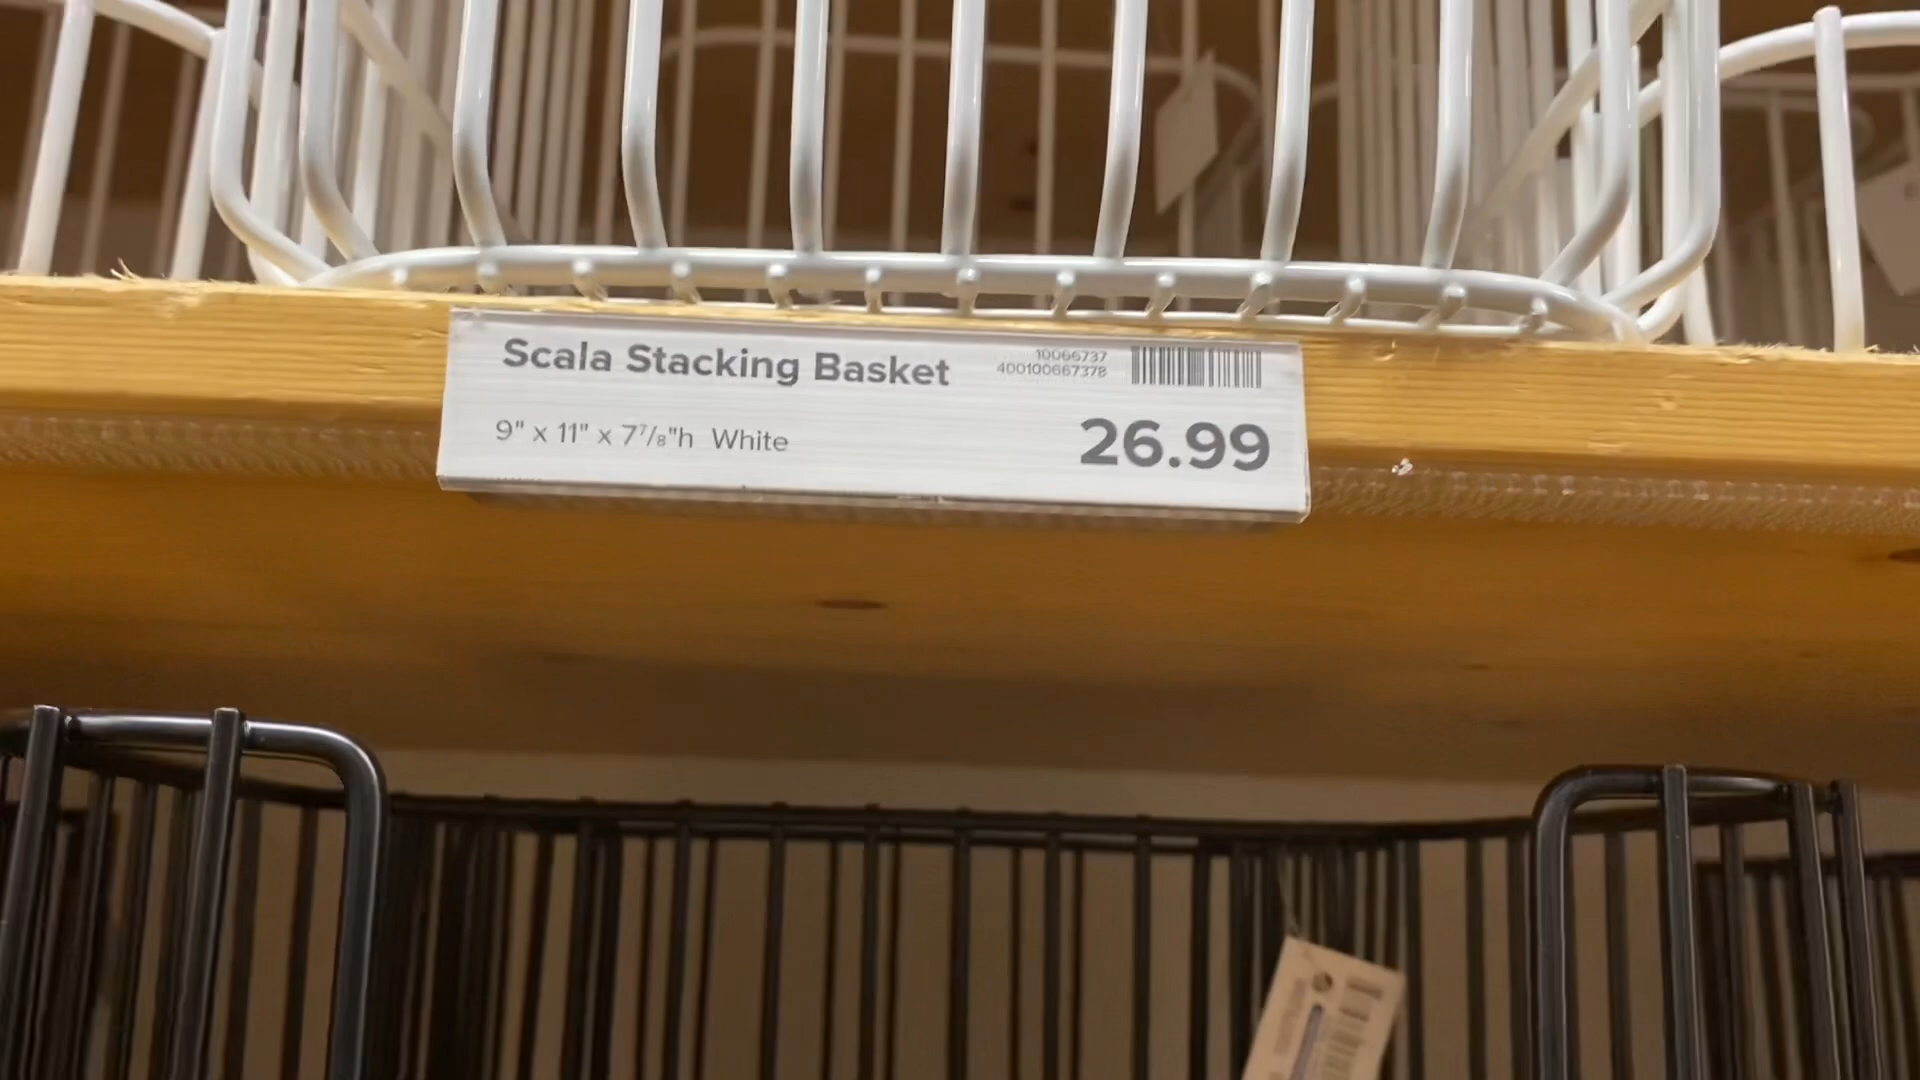 Scala Stacking Basket
10066737
400100667378
9" x 11" x 7⅞"h White
26.99